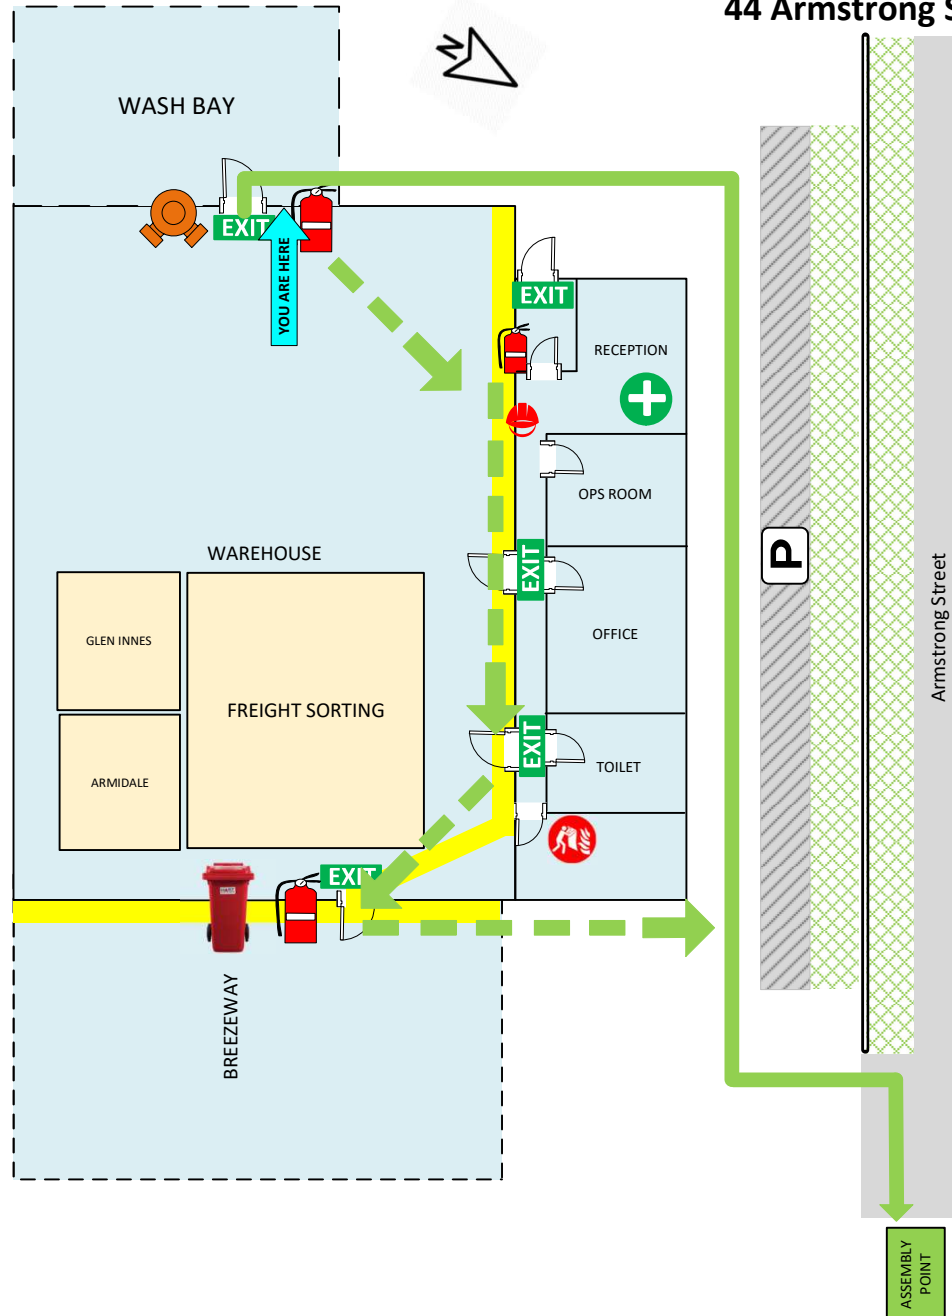 44 Armstrong S
WASH BAY
EXIT
YOU ARE HERE
N
EXIT
RECEPTION
OPS ROOM
WAREHOUSE
EXIT
P
Armstrong Street
GLEN INNES
OFFICE
FREIGHT SORTING
EXIT
ARMIDALE
TOILET
EXIT
BREEZEWAY
ASSEMBLY
POINT